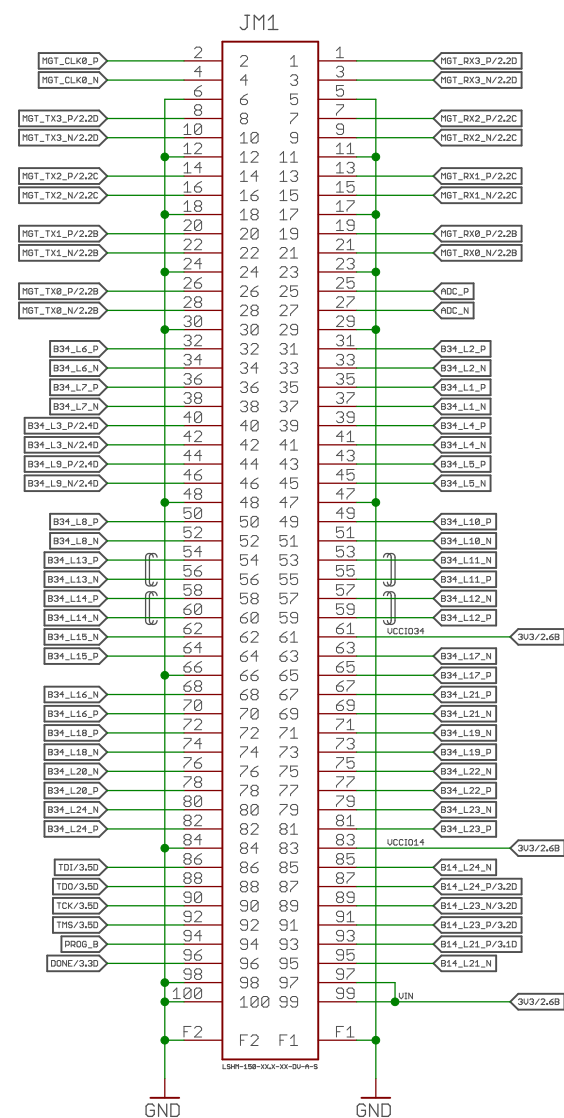 JM1
MGT_CLK0_P 2 2 1 1 MGT_RX3_P/2.2D
MGT_CLK0_N 4 4 3 3 MGT_RX3_N/2.2D
6 6 5 5
MGT_TX3_P/2.2D 8 8 7 7 MGT_RX2_P/2.2C
MGT_TX3_N/2.2D 10 10 9 9 MGT_RX2_N/2.2C
12 12 11 11
MGT_TX2_P/2.2C 14 14 13 13 MGT_RX1_P/2.2C
MGT_TX2_N/2.2C 16 16 15 15 MGT_RX1_N/2.2C
18 18 17 17
MGT_TX1_P/2.2B 20 20 19 19 MGT_RX0_P/2.2B
MGT_TX1_N/2.2B 22 22 21 21 MGT_RX0_N/2.2B
24 24 23 23
MGT_TX0_P/2.2B 26 26 25 25 ADC_P
MGT_TX0_N/2.2B 28 28 27 27 ADC_N
30 30 29 29
B34_L6_P 32 32 31 31 B34_L2_P
B34_L6_N 34 34 33 33 B34_L2_N
B34_L7_P 36 36 35 35 B34_L1_P
B34_L7_N 38 38 37 37 B34_L1_N
B34_L3_P/2.4D 40 40 39 39 B34_L4_P
B34_L3_N/2.4D 42 42 41 41 B34_L4_N
B34_L9_P/2.4D 44 44 43 43 B34_L5_P
B34_L9_N/2.4D 46 46 45 45 B34_L5_N
48 48 47 47
B34_L8_P 50 50 49 49 B34_L10_P
B34_L8_N 52 52 51 51 B34_L10_N
B34_L13_P 54 54 53 53 B34_L11_N
B34_L13_N 56 56 55 55 B34_L11_P
B34_L14_P 58 58 57 57 B34_L12_N
B34_L14_N 60 60 59 59 B34_L12_P
B34_L15_N 62 62 61 61 VCCIO34 3V3/2.6B
B34_L15_P 64 64 63 63 B34_L17_N
66 66 65 65 B34_L17_P
B34_L16_N 68 68 67 67 B34_L21_P
B34_L16_P 70 70 69 69 B34_L21_N
B34_L18_P 72 72 71 71 B34_L19_N
B34_L18_N 74 74 73 73 B34_L19_P
B34_L20_N 76 76 75 75 B34_L22_N
B34_L20_P 78 78 77 77 B34_L22_P
B34_L24_N 80 80 79 79 B34_L23_N
B34_L24_P 82 82 81 81 B34_L23_P
84 84 83 83 VCCIO14 3V3/2.6B
TDI/3.5D 86 86 85 85 B14_L24_N
TDO/3.5D 88 88 87 87 B14_L24_P/3.2D
TCK/3.5D 90 90 89 89 B14_L23_N/3.2D
TMS/3.5D 92 92 91 91 B14_L23_P/3.2D
PROG_B 94 94 93 93 B14_L21_P/3.1D
DONE/3.3D 96 96 95 95 B14_L21_N
98 98 97 97
100 100 99 99 VIN 3V3/2.6B
F2 F2 F1 F1
LSHM-150-XX.X-XX-DV-A-S
GND GND